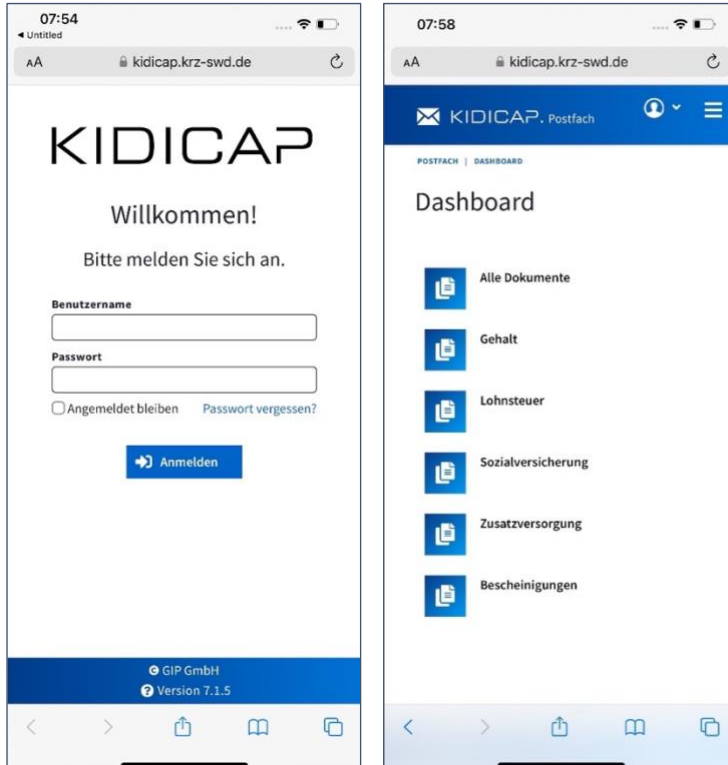 07:54
◀ Untitled
AA kidicap.krz-swd.de
KIDICAP
Willkommen!
Bitte melden Sie sich an.
Benutzername
Passwort
Angemeldet bleiben Passwort vergessen?
Anmelden
GIP GmbH
Version 7.1.5
07:58
AA kidicap.krz-swd.de
KIDICAP. Postfach
POSTFACH | DASHBOARD
Dashboard
Alle Dokumente
Gehalt
Lohnsteuer
Sozialversicherung
Zusatzversorgung
Bescheinigungen